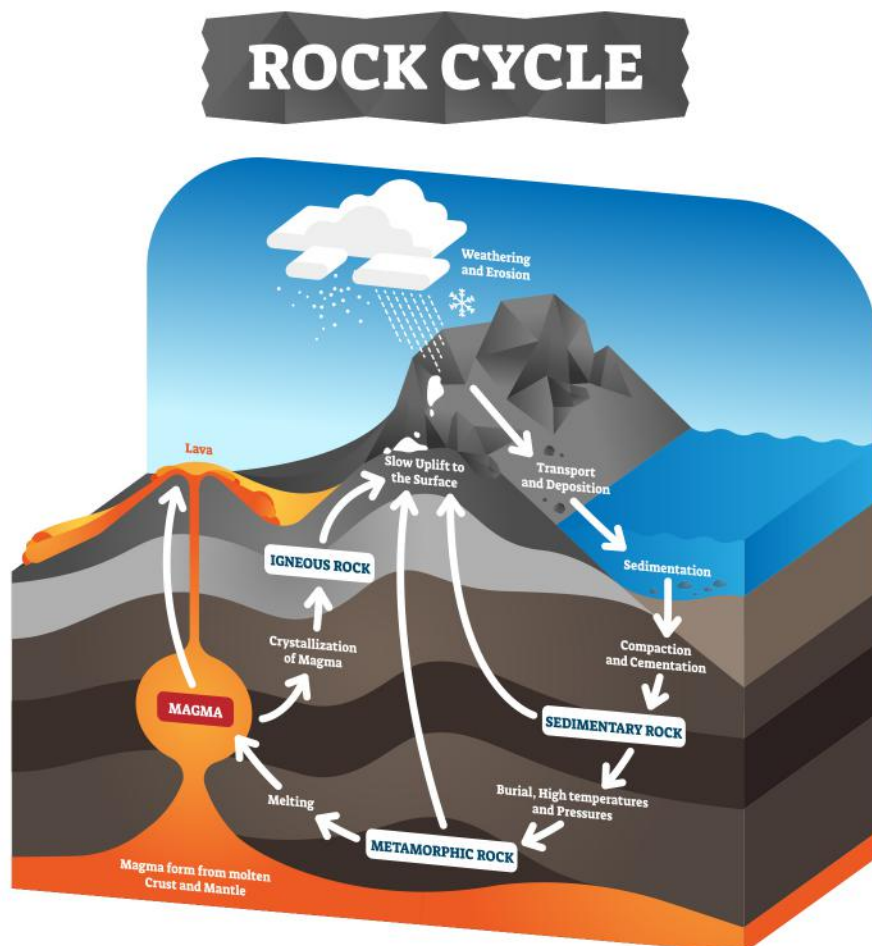 ROCK CYCLE
Weathering
and Erosion
Lava
Slow Uplift to
the Surface
Transport
and Deposition
IGNEOUS ROCK
Sedimentation
Crystallization
of Magma
Compaction
and Cementation
MAGMA
SEDIMENTARY ROCK
Burial, High temperatures
and Pressures
Melting
METAMORPHIC ROCK
Magma form from molten
Crust and Mantle